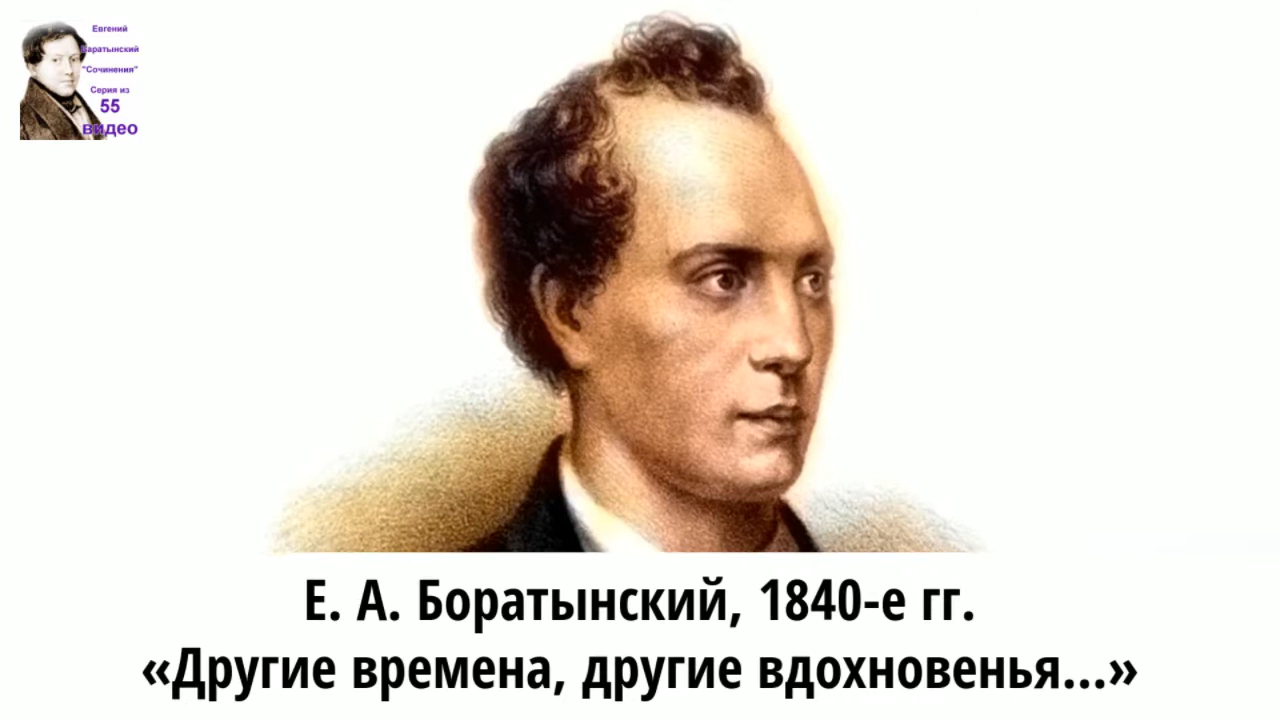 Евгений
Баратынский
"Сочинения"
Серия из
55
видео
Е. А. Боратынский, 1840-е гг.
«Другие времена, другие вдохновенья...»